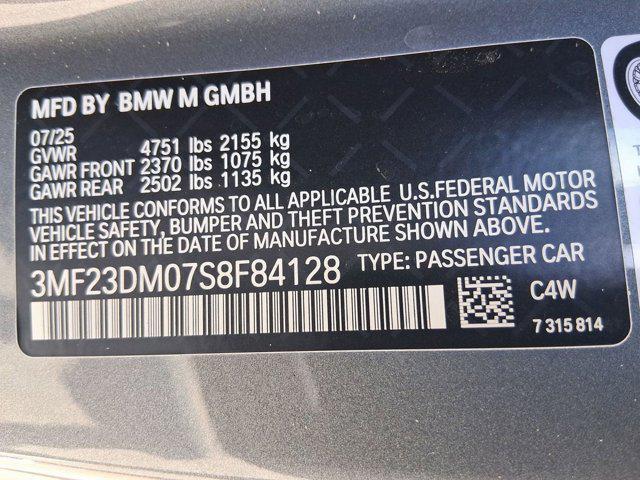 MFD BY BMW M GMBH
07/25
GVWR 4751 lbs 2155 kg
GAWR FRONT 2370 lbs 1075 kg
GAWR REAR 2502 lbs 1135 kg
THIS VEHICLE CONFORMS TO ALL APPLICABLE U.S.FEDERAL MOTOR
VEHICLE SAFETY, BUMPER AND THEFT PREVENTION STANDARDS
IN EFFECT ON THE DATE OF MANUFACTURE SHOWN ABOVE.
3MF23DM07S8F84128 TYPE: PASSENGER CAR
C4W
7 315 814